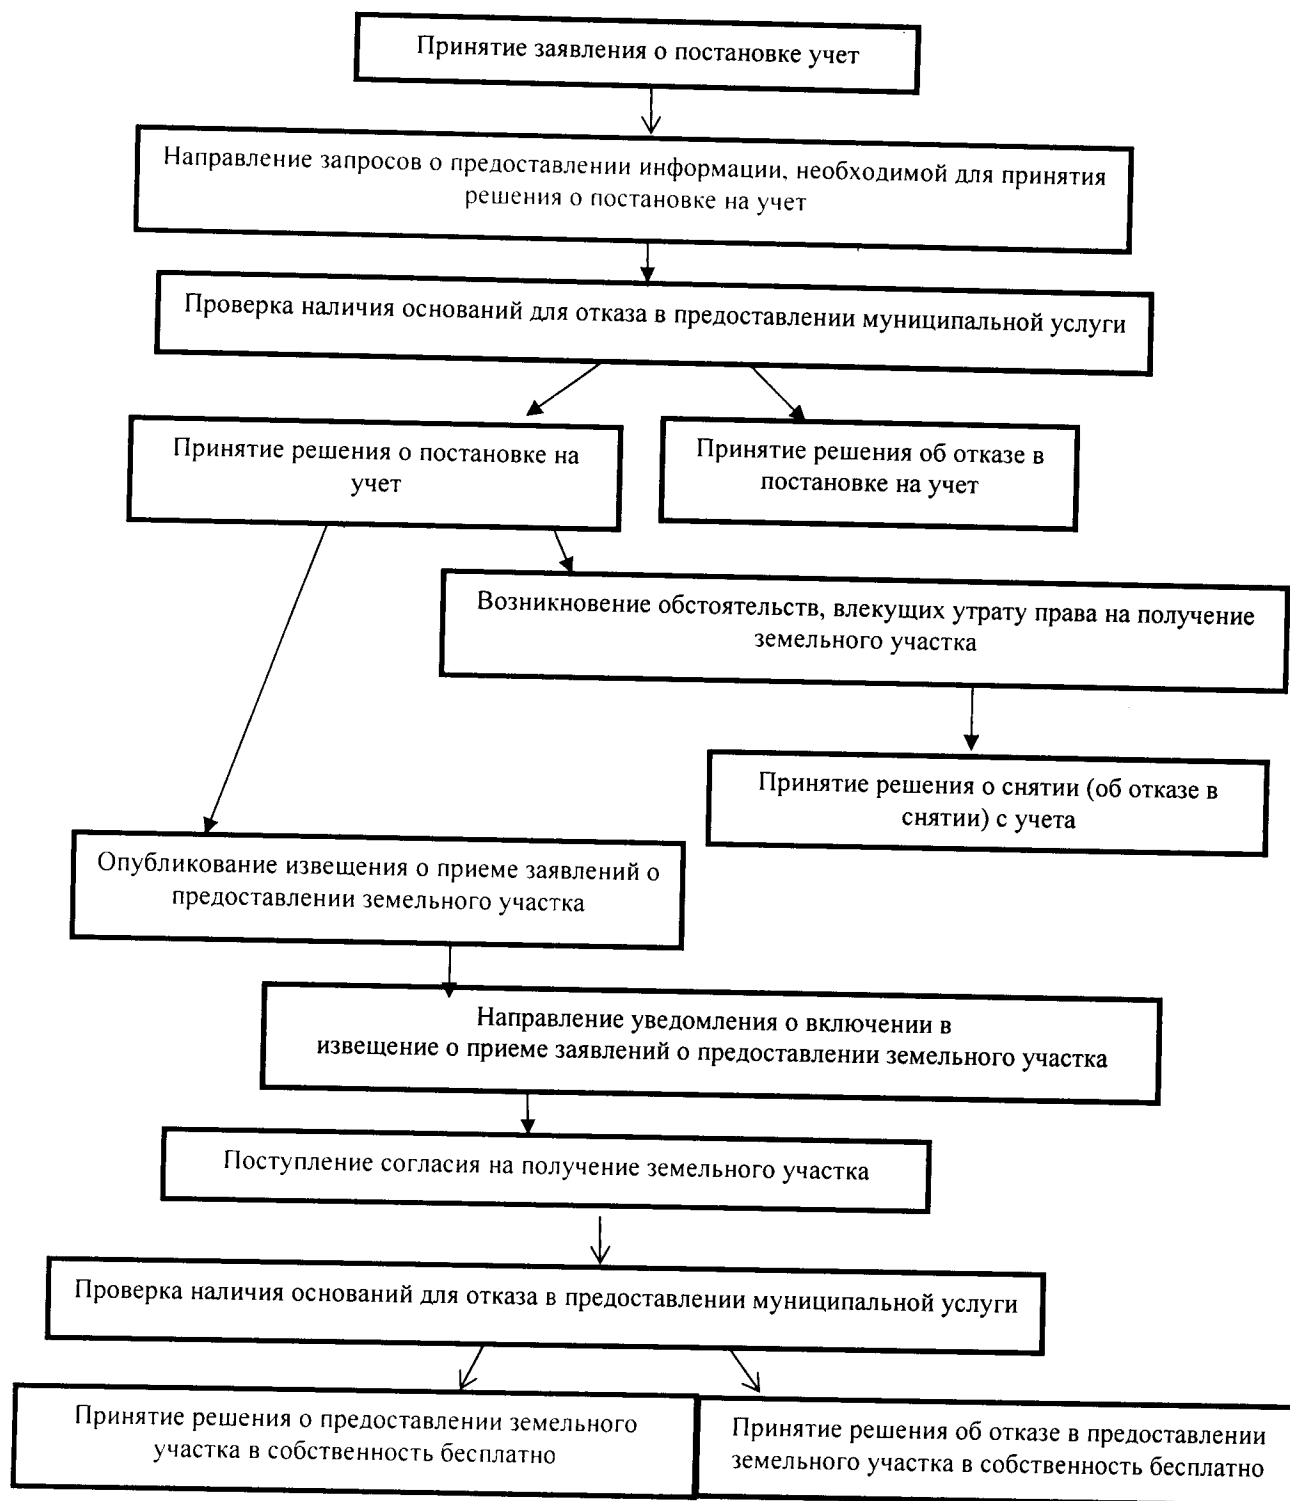 Принятие заявления о постановке учет
Направление запросов о предоставлении информации, необходимой для принятия
решения о постановке на учет
Проверка наличия оснований для отказа в предоставлении муниципальной услуги
Принятие решения о постановке на
учет
Принятие решения об отказе в
постановке на учет
Возникновение обстоятельств, влекущих утрату права на получение
земельного участка
Принятие решения о снятии (об отказе в
снятии) с учета
Опубликование извещения о приеме заявлений о
предоставлении земельного участка
Направление уведомления о включении в
извещение о приеме заявлений о предоставлении земельного участка
Поступление согласия на получение земельного участка
Проверка наличия оснований для отказа в предоставлении муниципальной услуги
Принятие решения о предоставлении земельного
участка в собственность бесплатно
Принятие решения об отказе в предоставлении
земельного участка в собственность бесплатно